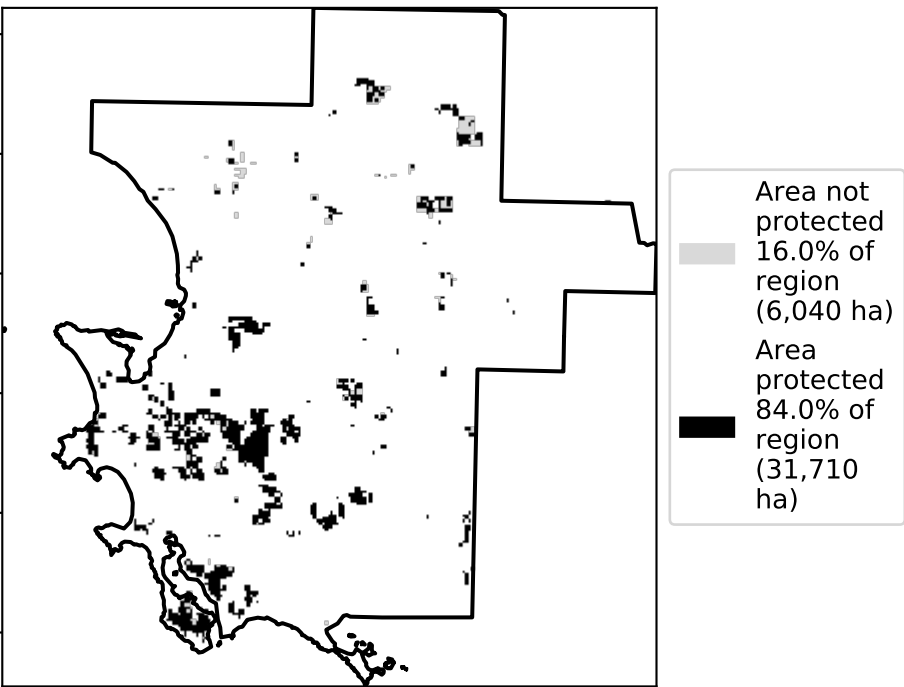 Area not
protected
16.0% of
region
(6,040 ha)
Area
protected
84.0% of
region
(31,710
ha)